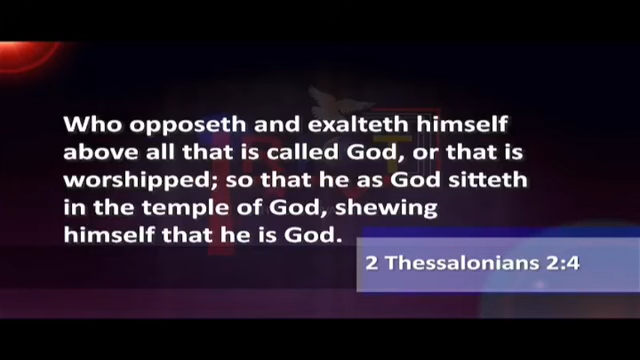 Who opposeth and exalteth himself
above all that is called God, or that is
worshipped; so that he as God sitteth
in the temple of God, shewing
himself that he is God.
2 Thessalonians 2:4